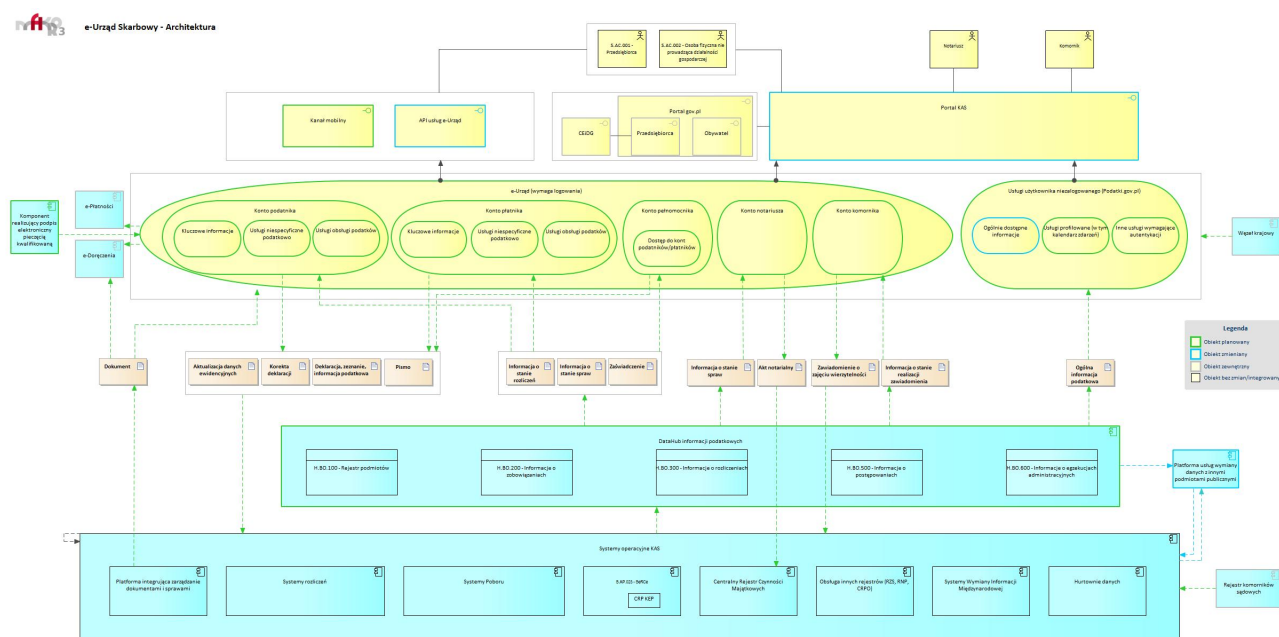 R3
e-Urząd Skarbowy - Architektura
S.AC.001 -
Przedsiębiorca
S.AC.002 - Osoba fizyczna nie
prowadząca działalności
gospodarczej
Notariusz
Komornik
Kanał mobilny
API usług e-Urząd
Portal gov.pl
CEiDG
Przedsiębiorca
Obywatel
Portal KAS
e-Urząd (wymaga logowania)
Usługi użytkownika niezalogowanego (Podatki.gov.pl)
Komponent
realizujący podpis
elektroniczny
pieczęcią
kwalifikowaną
e-Płatności
e-Doręczenia
Konto podatnika
Kluczowe informacje
Usługi niespecyficzne
podatkowo
Usługi obsługi podatków
Konto płatnika
Kluczowe informacje
Usługi niespecyficzne
podatkowo
Usługi obsługi podatków
Konto pełnomocnika
Dostęp do kont
podatników/płatników
Konto notariusza
Konto komornika
Ogólnie dostępne
informacje
Usługi profilowane (w tym
kalendarz zdarzeń)
Inne usługi wymagające
autentykacji
Węzeł krajowy
Legenda
Obiekt planowany
Obiekt zmieniany
Obiekt zewnętrzny
Obiekt bez zmian/integrowany
Dokument
Aktualizacja danych
ewidencyjnych
Korekta
deklaracji
Deklaracja, zeznanie,
informacja podatkowa
Pismo
Informacja o
stanie
rozliczeń
Informacja o
stanie spraw
Zaświadczenie
Informacja o stanie
spraw
Akt notarialny
Zawiadomienie o
zajęciu wierzytelności
Informacja o stanie
realizacji
zawiadomienia
Ogólna
informacja
podatkowa
DataHub informacji podatkowych
H.BO.100 - Rejestr podmiotów
H.BO.200 - Informacja o
zobowiązaniach
H.BO.300 - Informacja o rozliczeniach
H.BO.500 - Informacja o
postępowaniach
H.BO.600 - Informacja o egzekucjach
administracyjnych
Platforma usług wymiany
danych z innymi
podmiotami publicznymi
Systemy operacyjne KAS
Platforma integrująca zarządzanie
dokumentami i sprawami
Systemy rozliczeń
Systemy Poboru
CRP KEP
Centralny Rejestr Czynności
Majątkowych
Obsługa innych rejestrów (RZS, RNP,
CRPO)
Systemy Wymiany Informacji
Międzynarodowej
Hurtownie danych
Rejestr komorników
sądowych